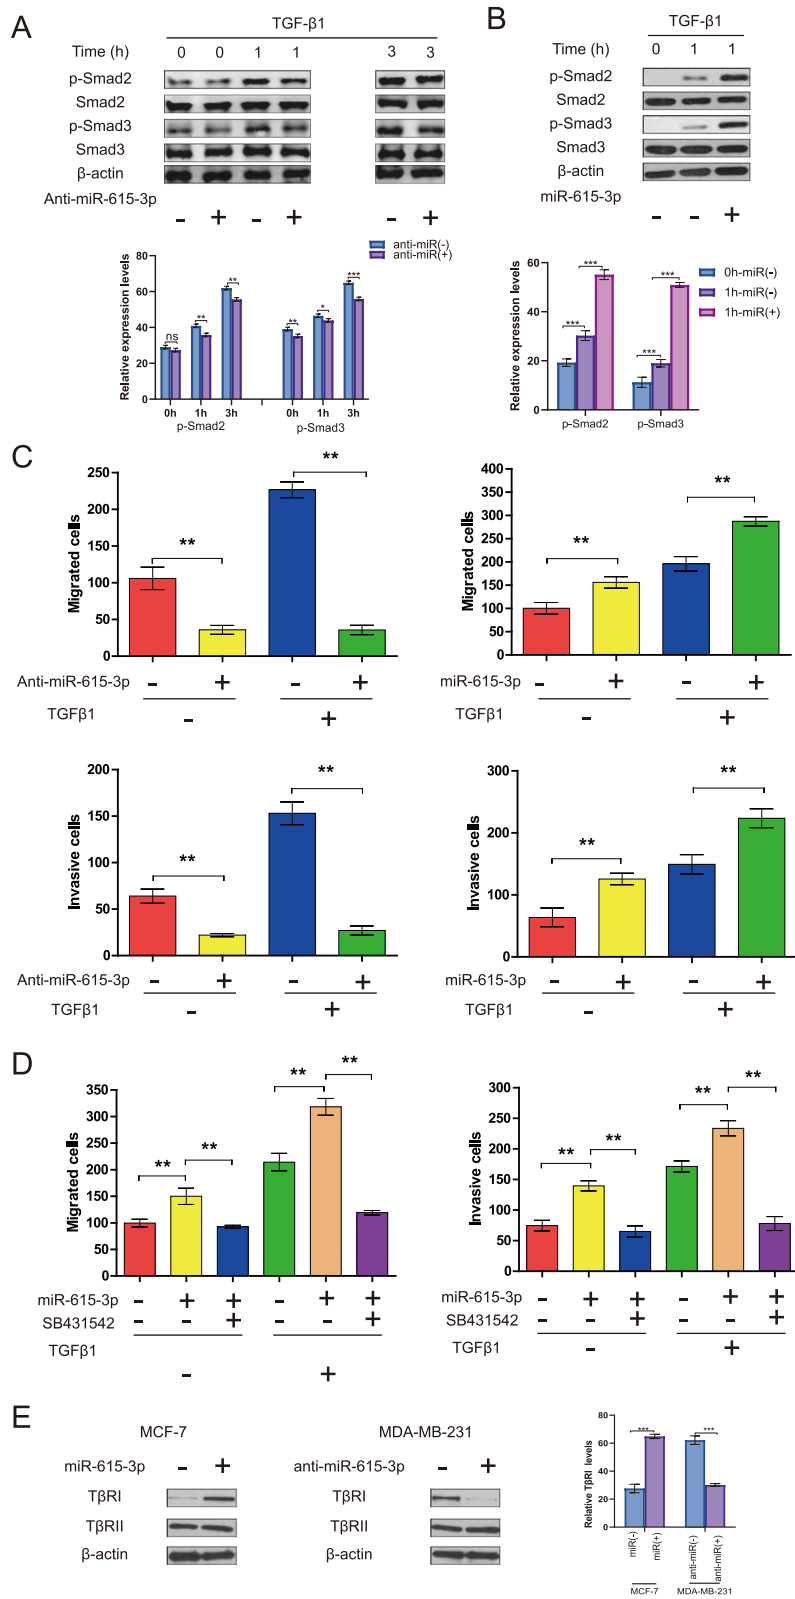 A
TGF-β1
Time (h) 0 0 1 1 3 3
p-Smad2
Smad2
p-Smad3
Smad3
β-actin
Anti-miR-615-3p - + - + - +
anti-miR(-)
anti-miR(+)
Relative expression levels
80
60
40
20
0
ns ** ** ** * ***
0h 1h 3h 0h 1h 3h
p-Smad2 p-Smad3
B
TGF-β1
Time (h) 0 1 1
p-Smad2
Smad2
p-Smad3
Smad3
β-actin
miR-615-3p - - +
Relative expression levels
60
40
20
0
*** *** *** ***
0h-miR(-)
1h-miR(-)
1h-miR(+)
p-Smad2 p-Smad3
C
Migrated cells
250
200
150
100
50
0
** **
Anti-miR-615-3p - + - +
TGFβ1 - +
Migrated cells
400
350
300
250
200
150
100
50
0
** **
miR-615-3p - + - +
TGFβ1 - +
Invasive cells
200
150
100
50
0
** **
Anti-miR-615-3p - + - +
TGFβ1 - +
Invasive cells
300
200
100
0
** **
miR-615-3p - + - +
TGFβ1 - +
D
Migrated cells
350
300
250
200
150
100
50
0
** ** ** **
miR-615-3p - + + - + +
SB431542 + +
TGFβ1 - +
Invasive cells
300
250
200
150
100
50
0
** ** ** **
miR-615-3p - + + - + +
SB431542 + +
TGFβ1 - +
E
MCF-7
miR-615-3p - +
TβRI
TβRII
β-actin
MDA-MB-231
anti-miR-615-3p - +
TβRI
TβRII
β-actin
Relative TβRI levels
80
60
40
20
0
*** ***
miR(-) miR(+) anti-miR(-) anti-miR(+)
MCF-7 MDA-MB-231